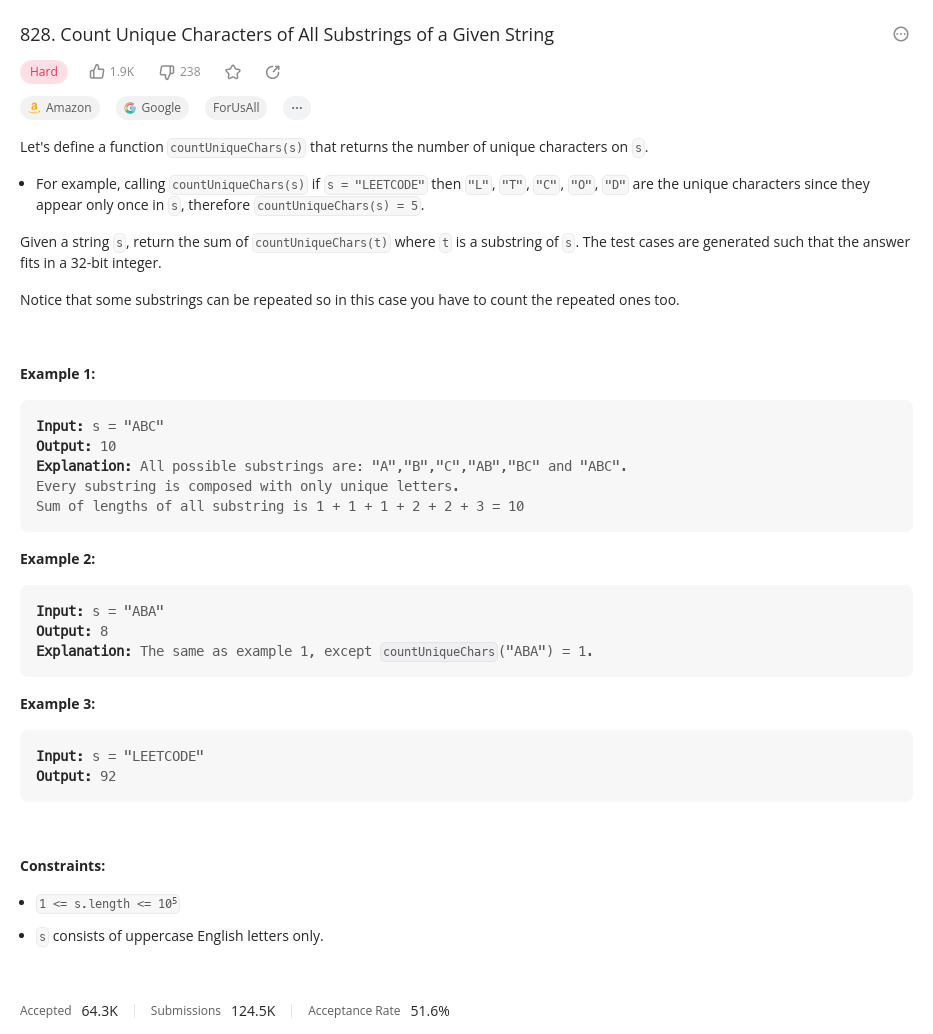 828. Count Unique Characters of All Substrings of a Given String
Hard 1.9K 238
Amazon Google ForUsAll ...
Let's define a function countUniqueChars(s) that returns the number of unique characters on s.
• For example, calling countUniqueChars(s) if s = "LEETCODE" then "L", "T", "C", "O", "D" are the unique characters since they
appear only once in s, therefore countUniqueChars(s) = 5.
Given a string s, return the sum of countUniqueChars(t) where t is a substring of s. The test cases are generated such that the answer
fits in a 32-bit integer.
Notice that some substrings can be repeated so in this case you have to count the repeated ones too.
Example 1:
Input: s = "ABC"
Output: 10
Explanation: All possible substrings are: "A","B","C","AB","BC" and "ABC".
Every substring is composed with only unique letters.
Sum of lengths of all substring is 1 + 1 + 1 + 2 + 2 + 3 = 10
Example 2:
Input: s = "ABA"
Output: 8
Explanation: The same as example 1, except countUniqueChars("ABA") = 1.
Example 3:
Input: s = "LEETCODE"
Output: 92
Constraints:
• 1 <= s.length <= 10⁵
• s consists of uppercase English letters only.
Accepted 64.3K Submissions 124.5K Acceptance Rate 51.6%